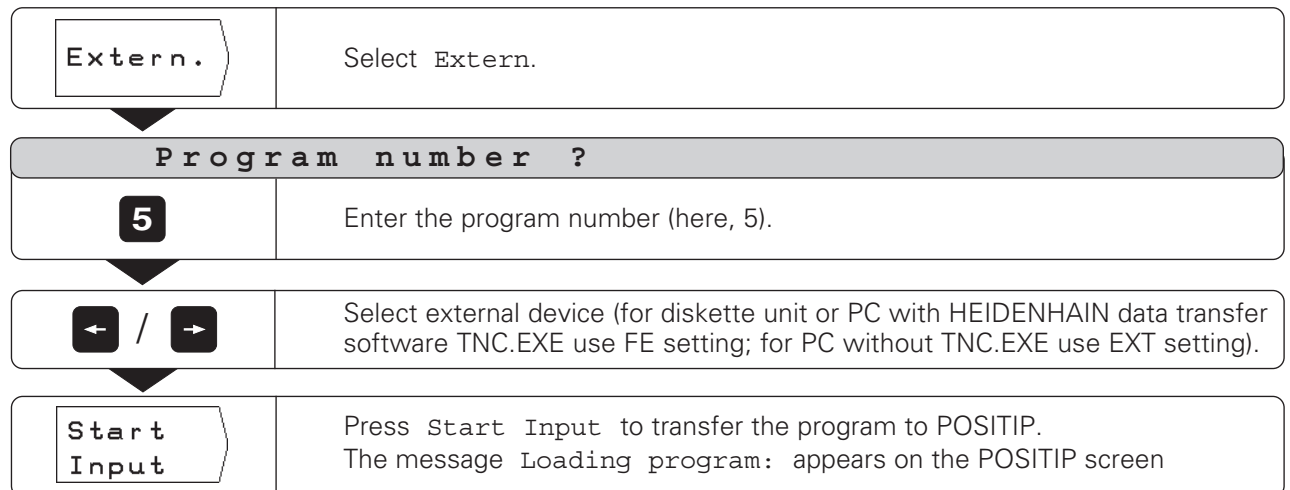 Extern.
Select Extern.
Program number ?
5
Enter the program number (here, 5).
← / →
Select external device (for diskette unit or PC with HEIDENHAIN data transfer
software TNC.EXE use FE setting; for PC without TNC.EXE use EXT setting).
Start
Input
Press Start Input to transfer the program to POSITIP.
The message Loading program: appears on the POSITIP screen